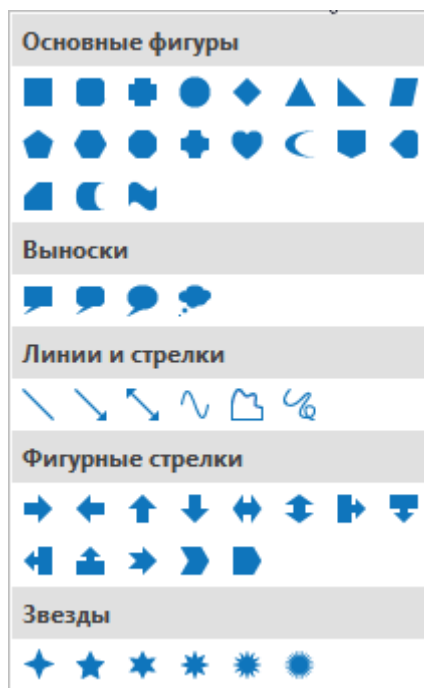 Основные фигуры
Выноски
Линии и стрелки
Фигурные стрелки
Звезды